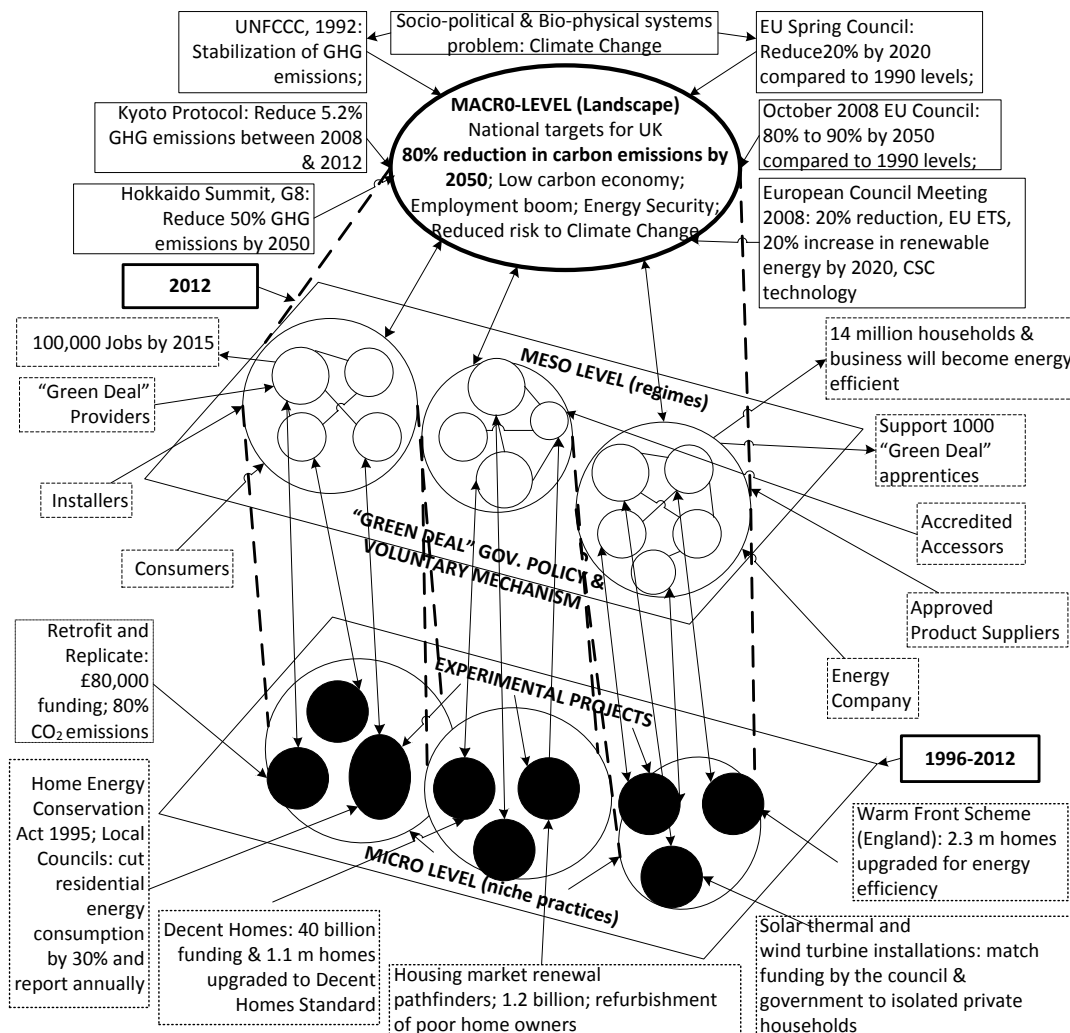 UNFCCC, 1992:
Stabilization of GHG
emissions;
Socio-political & Bio-physical systems
problem: Climate Change
EU Spring Council:
Reduce20% by 2020
compared to 1990 levels;
Kyoto Protocol: Reduce 5.2%
GHG emissions between 2008
& 2012
MACR0-LEVEL (Landscape)
National targets for UK
80% reduction in carbon emissions by
2050; Low carbon economy;
Employment boom; Energy Security;
Reduced risk to Climate Change
October 2008 EU Council:
80% to 90% by 2050
compared to 1990 levels;
Hokkaido Summit, G8:
Reduce 50% GHG
emissions by 2050
European Council Meeting
2008: 20% reduction, EU ETS,
20% increase in renewable
energy by 2020, CSC
technology
2012
100,000 Jobs by 2015
"Green Deal"
Providers
Installers
Consumers
MESO LEVEL (regimes)
14 million households &
business will become energy
efficient
Support 1000
"Green Deal"
apprentices
Accredited
Accessors
Approved
Product Suppliers
Energy
Company
"GREEN DEAL" GOV. POLICY &
VOLUNTARY MECHANISM
Retrofit and
Replicate:
£80,000
funding; 80%
CO2 emissions
EXPERIMENTAL PROJECTS
1996-2012
Home Energy
Conservation
Act 1995; Local
Councils: cut
residential
energy
consumption
by 30% and
report annually
MICRO LEVEL (niche practices)
Warm Front Scheme
(England): 2.3 m homes
upgraded for energy
efficiency
Decent Homes: 40 billion
funding & 1.1 m homes
upgraded to Decent
Homes Standard
Housing market renewal
pathfinders; 1.2 billion; refurbishment
of poor home owners
Solar thermal and
wind turbine installations: match
funding by the council &
government to isolated private
households